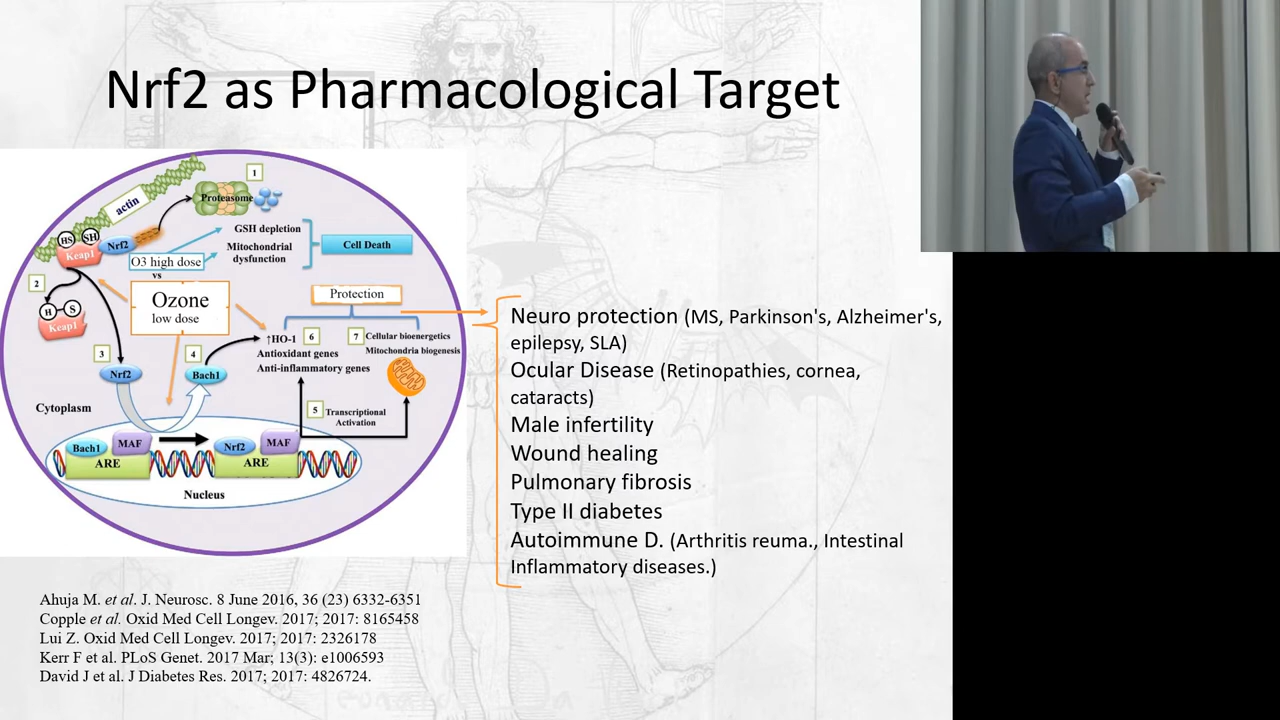 Nrf2 as Pharmacological Target
1
Proteasome
actin
HS
SH
Nrf2
Keap1
GSH depletion
Mitochondrial
dysfunction
Cell Death
O3 high dose
vs
Ozone
low dose
2
H
S
Keap1
Protection
↑HO-1
6
Antioxidant genes
Anti-inflammatory genes
7
Cellular bioenergetics
Mitochondria biogenesis
3
Nrf2
4
Bach1
Cytoplasm
5
Transcriptional
Activation
Bach1
MAF
ARE
Nrf2
MAF
ARE
Nucleus
Neuro protection (MS, Parkinson's, Alzheimer's,
epilepsy, SLA)
Ocular Disease (Retinopathies, cornea,
cataracts)
Male infertility
Wound healing
Pulmonary fibrosis
Type II diabetes
Autoimmune D. (Arthritis reuma., Intestinal
Inflammatory diseases.)
Ahuja M. et al. J. Neurosc. 8 June 2016, 36 (23) 6332-6351
Copple et al. Oxid Med Cell Longev. 2017; 2017: 8165458
Lui Z. Oxid Med Cell Longev. 2017; 2017: 2326178
Kerr F et al. PLoS Genet. 2017 Mar; 13(3): e1006593
David J et al. J Diabetes Res. 2017; 2017: 4826724.